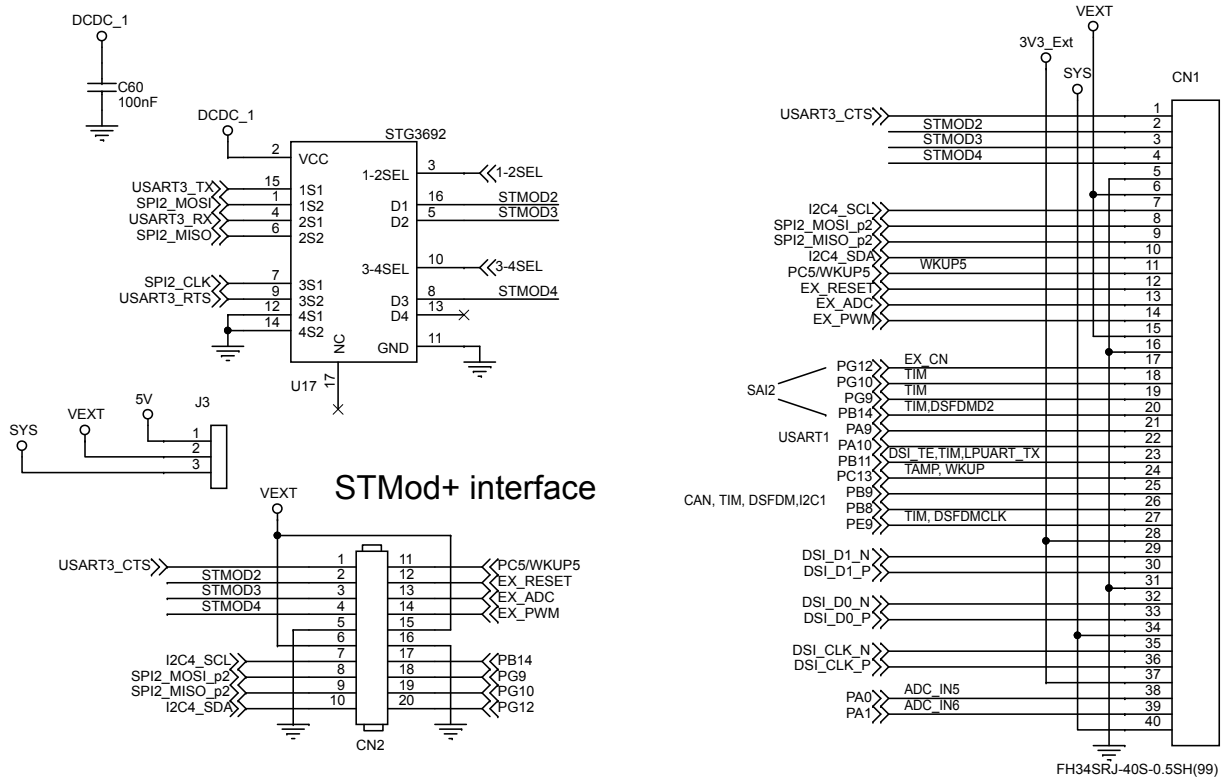 DCDC_1
C60
100nF
DCDC_1
STG3692
2
VCC
1-2SEL
3
1-2SEL
USART3_TX
15
1S1
SPI2_MOSI
1
1S2
D1
16
STMOD2
USART3_RX
4
2S1
D2
5
STMOD3
SPI2_MISO
6
2S2
3-4SEL
10
3-4SEL
SPI2_CLK
7
3S1
USART3_RTS
9
3S2
D3
8
STMOD4
12
4S1
D4
13
14
4S2
NC
GND
11
U17
17
SYS
VEXT
5V
J3
1
2
3
STMod+ interface
VEXT
USART3_CTS
1
11
PC5/WKUP5
STMOD2
2
12
EX_RESET
STMOD3
3
13
EX_ADC
STMOD4
4
14
EX_PWM
5
15
6
16
I2C4_SCL
7
17
PB14
SPI2_MOSI_p2
8
18
PG9
SPI2_MISO_p2
9
19
PG10
I2C4_SDA
10
20
PG12
CN2
VEXT
3V3_Ext
SYS
CN1
USART3_CTS
1
STMOD2
2
STMOD3
3
STMOD4
4
5
6
I2C4_SCL
7
SPI2_MOSI_p2
8
SPI2_MISO_p2
9
I2C4_SDA
10
PC5/WKUP5
WKUP5
11
EX_RESET
12
EX_ADC
13
EX_PWM
14
15
16
SAI2
PG12
EX_CN
17
PG10
TIM
18
PG9
TIM
19
PB14
TIM,DSFDMD2
20
USART1
PA9
21
PA10
22
PB11
DSI_TE,TIM,LPUART_TX
23
PC13
TAMP, WKUP
24
CAN, TIM, DSFDM,I2C1
PB9
25
PB8
26
PE9
TIM, DSFDMCLK
27
28
DSI_D1_N
29
DSI_D1_P
30
31
DSI_D0_N
32
DSI_D0_P
33
34
DSI_CLK_N
35
DSI_CLK_P
36
37
PA0
ADC_IN5
38
PA1
ADC_IN6
39
40
FH34SRJ-40S-0.5SH(99)